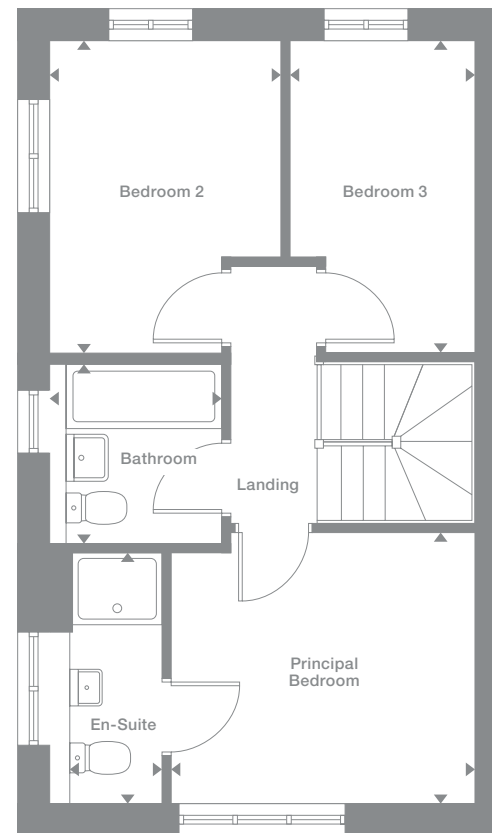 Bedroom 2
Bedroom 3
Bathroom
Landing
Principal
Bedroom
En-Suite